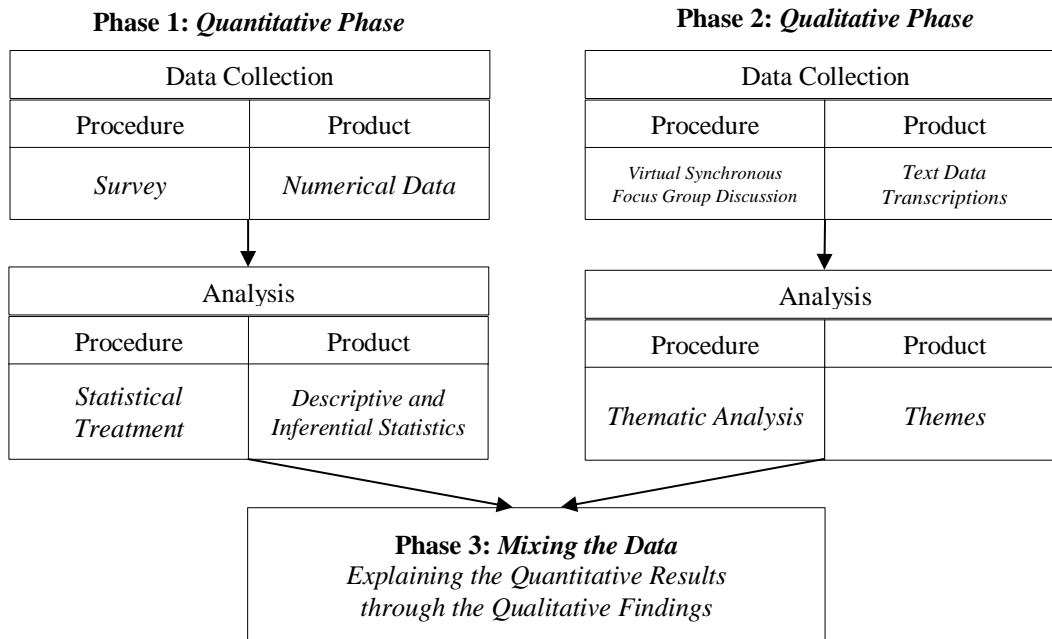 Phase 1: Quantitative Phase
Data Collection
Procedure
Product
Survey
Numerical Data
Analysis
Procedure
Product
Statistical
Treatment
Descriptive and
Inferential Statistics
Phase 2: Qualitative Phase
Data Collection
Procedure
Product
Virtual Synchronous
Focus Group Discussion
Text Data
Transcriptions
Analysis
Procedure
Product
Thematic Analysis
Themes
Phase 3: Mixing the Data
Explaining the Quantitative Results
through the Qualitative Findings